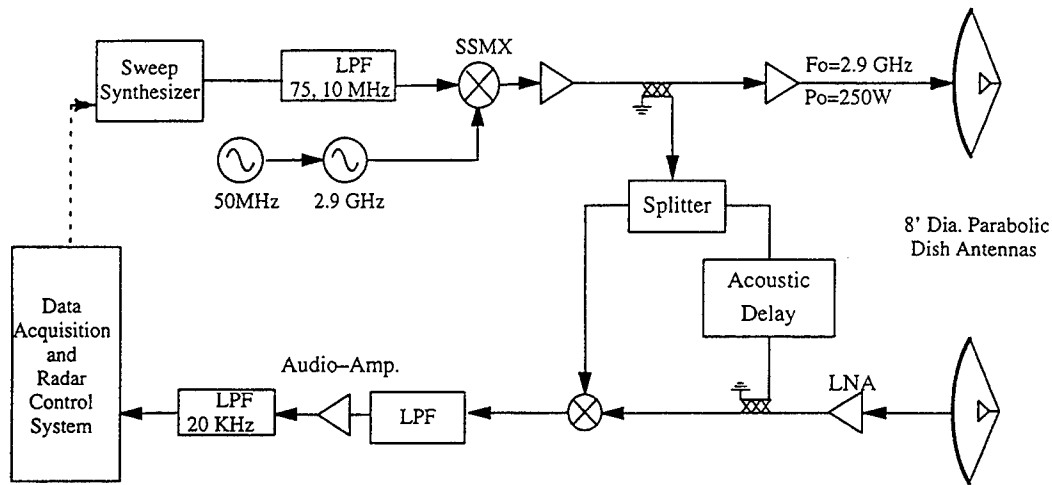 SSMX
Sweep
Synthesizer
LPF
75, 10 MHz
Fo=2.9 GHz
Po=250W
50MHz
2.9 GHz
Splitter
8' Dia. Parabolic
Dish Antennas
Acoustic
Delay
Data
Acquisition
and
Radar
Control
System
Audio–Amp.
LNA
LPF
20 KHz
LPF